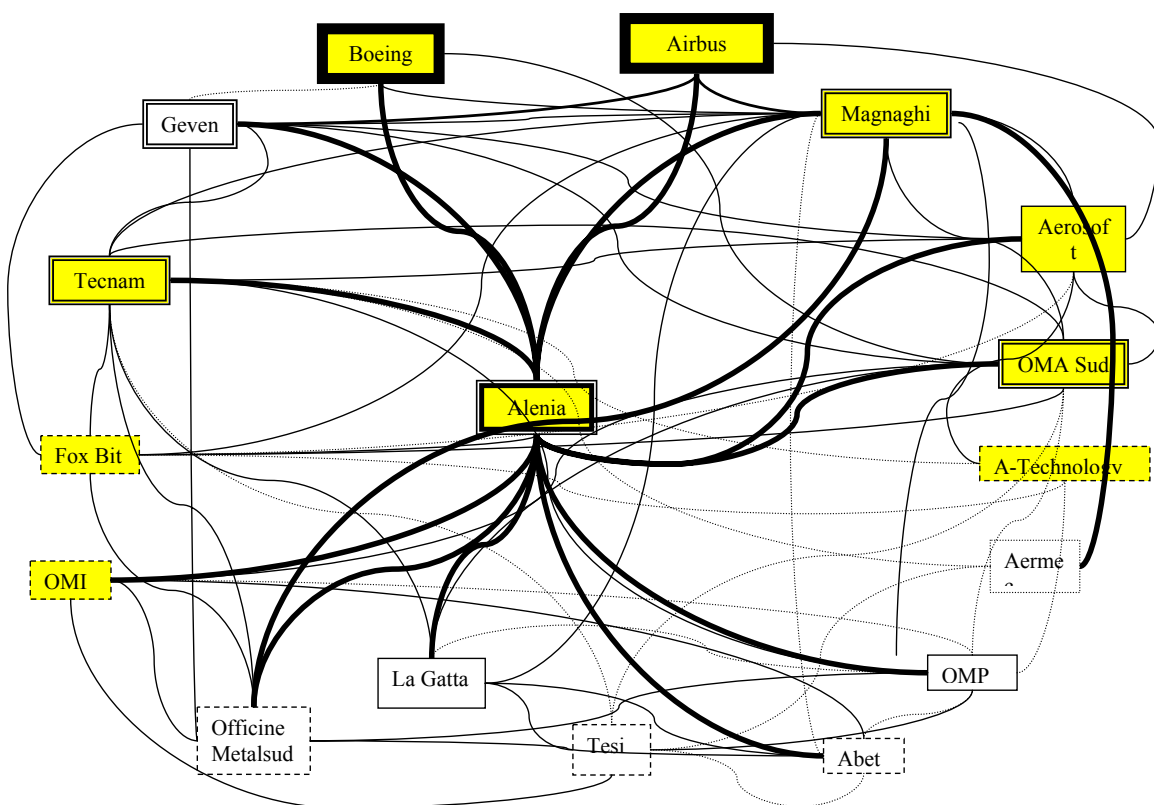 Boeing
Airbus
Geven
Magnaghi
Aerosof
t
Tecnam
OMA Sud
Alenia
Fox Bit
A-Technology
Aerme
OMI
La Gatta
OMP
Officine
Metalsud
Tesi
Abet